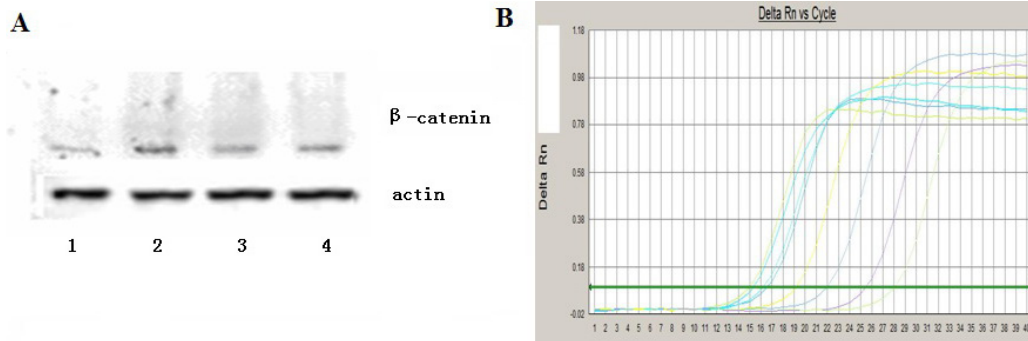 A
β-catenin
actin
1 2 3 4
B
Delta Rn vs Cycle
Delta Rn
1.18
0.98
0.78
0.58
0.38
0.18
-0.02
1 2 3 4 5 6 7 8 9 10 11 12 13 14 15 16 17 18 19 20 21 22 23 24 25 26 27 28 29 30 31 32 33 34 35 36 37 38 39